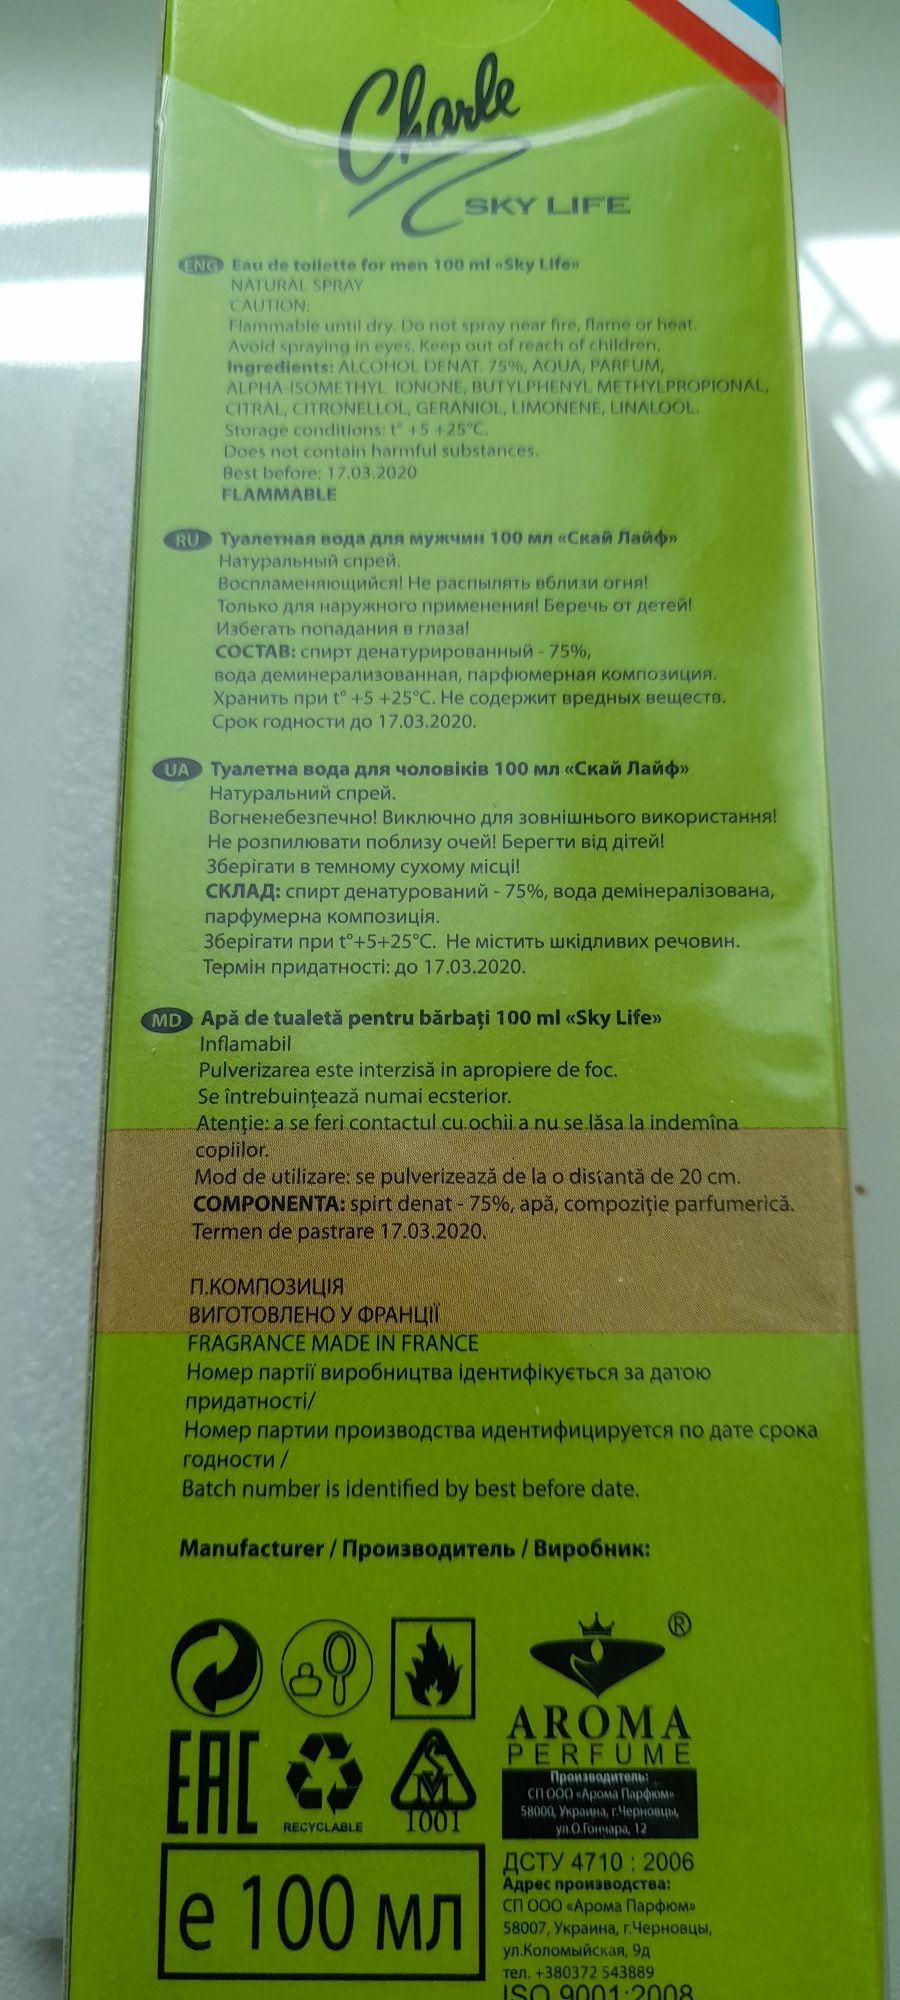 Charle
SKY LIFE
ENG Eau de toilette for men 100 ml «Sky Life»
NATURAL SPRAY
CAUTION:
Flammable until dry. Do not spray near fire, flame or heat.
Avoid spraying in eyes. Keep out of reach of children.
Ingredients: ALCOHOL DENAT. 75%, AQUA, PARFUM,
ALPHA-ISOMETHYL IONONE, BUTYLPHENYL METHYLPROPIONAL,
CITRAL, CITRONELLOL, GERANIOL, LIMONENE, LINALOOL.
Storage conditions: t° +5 +25°C.
Does not contain harmful substances.
Best before: 17.03.2020
FLAMMABLE
RU Туалетная вода для мужчин 100 мл «Скай Лайф»
Натуральный спрей.
Воспламеняющийся! Не распылять вблизи огня!
Только для наружного применения! Беречь от детей!
Избегать попадания в глаза!
СОСТАВ: спирт денатурированный - 75%,
вода деминерализованная, парфюмерная композиция.
Хранить при t° +5 +25°C. Не содержит вредных веществ.
Срок годности до 17.03.2020.
UA Туалетна вода для чоловіків 100 мл «Скай Лайф»
Натуральний спрей.
Вогненебезпечно! Виключно для зовнішнього використання!
Не розпилювати поблизу очей! Берегти від дітей!
Зберігати в темному сухому місці!
СКЛАД: спирт денатурований - 75%, вода демінералізована,
парфумерна композиція.
Зберігати при t°+5+25°C. Не містить шкідливих речовин.
Термін придатності: до 17.03.2020.
MD Apă de tualetă pentru bărbaţi 100 ml «Sky Life»
Inflamabil
Pulverizarea este interzisă in apropiere de foc.
Se întrebuinţează numai ecsterior.
Atenţie: a se feri contactul cu ochii a nu se lăsa la indemîna
copiilor.
Mod de utilizare: se pulverizează de la o distantă de 20 cm.
COMPONENTA: spirt denat - 75%, apă, compoziţie parfumerică.
Termen de pastrare 17.03.2020.
П.КОМПОЗИЦІЯ
ВИГОТОВЛЕНО У ФРАНЦІЇ
FRAGRANCE MADE IN FRANCE
Номер партії виробництва ідентифікується за датою
придатності/
Номер партии производства идентифицируется по дате срока
годности /
Batch number is identified by best before date.
Manufacturer / Производитель / Виробник:
®
AROMA
PERFUME
EAC
RECYCLABLE
1001
Производитель:
СП ООО «Арома Парфюм»
58000, Украина, г.Черновцы,
ул.О.Гончара, 12
ДСТУ 4710 : 2006
Адрес производства:
СП ООО «Арома Парфюм»
58007, Украина, г.Черновцы,
ул.Коломыйская, 9д
тел. +380372 543889
ISO 9001:2008
e 100 мл